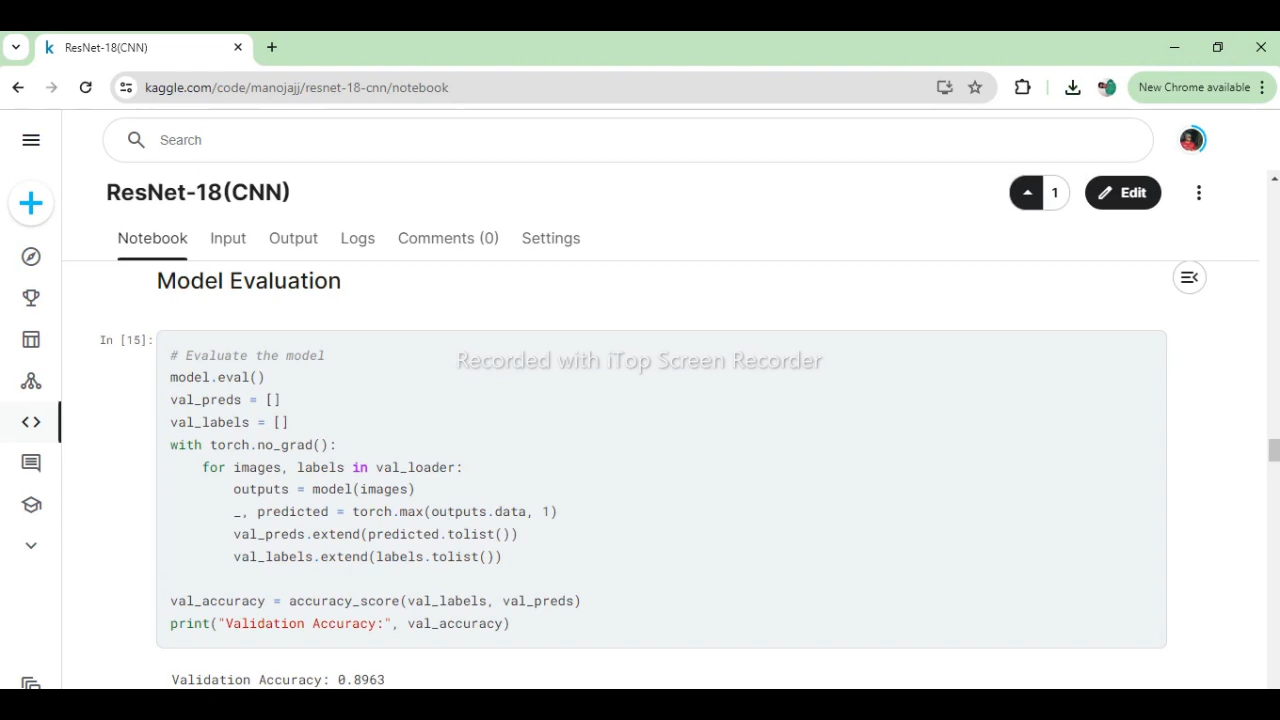 ResNet-18(CNN)
kaggle.com/code/manojajj/resnet-18-cnn/notebook
New Chrome available
Search
ResNet-18(CNN)
1
Edit
Notebook Input Output Logs Comments (0) Settings
Model Evaluation
In [15]:
# Evaluate the model
Recorded with iTop Screen Recorder
model.eval()
val_preds = []
val_labels = []
with torch.no_grad():
    for images, labels in val_loader:
        outputs = model(images)
        _, predicted = torch.max(outputs.data, 1)
        val_preds.extend(predicted.tolist())
        val_labels.extend(labels.tolist())
val_accuracy = accuracy_score(val_labels, val_preds)
print("Validation Accuracy:", val_accuracy)
Validation Accuracy: 0.8963